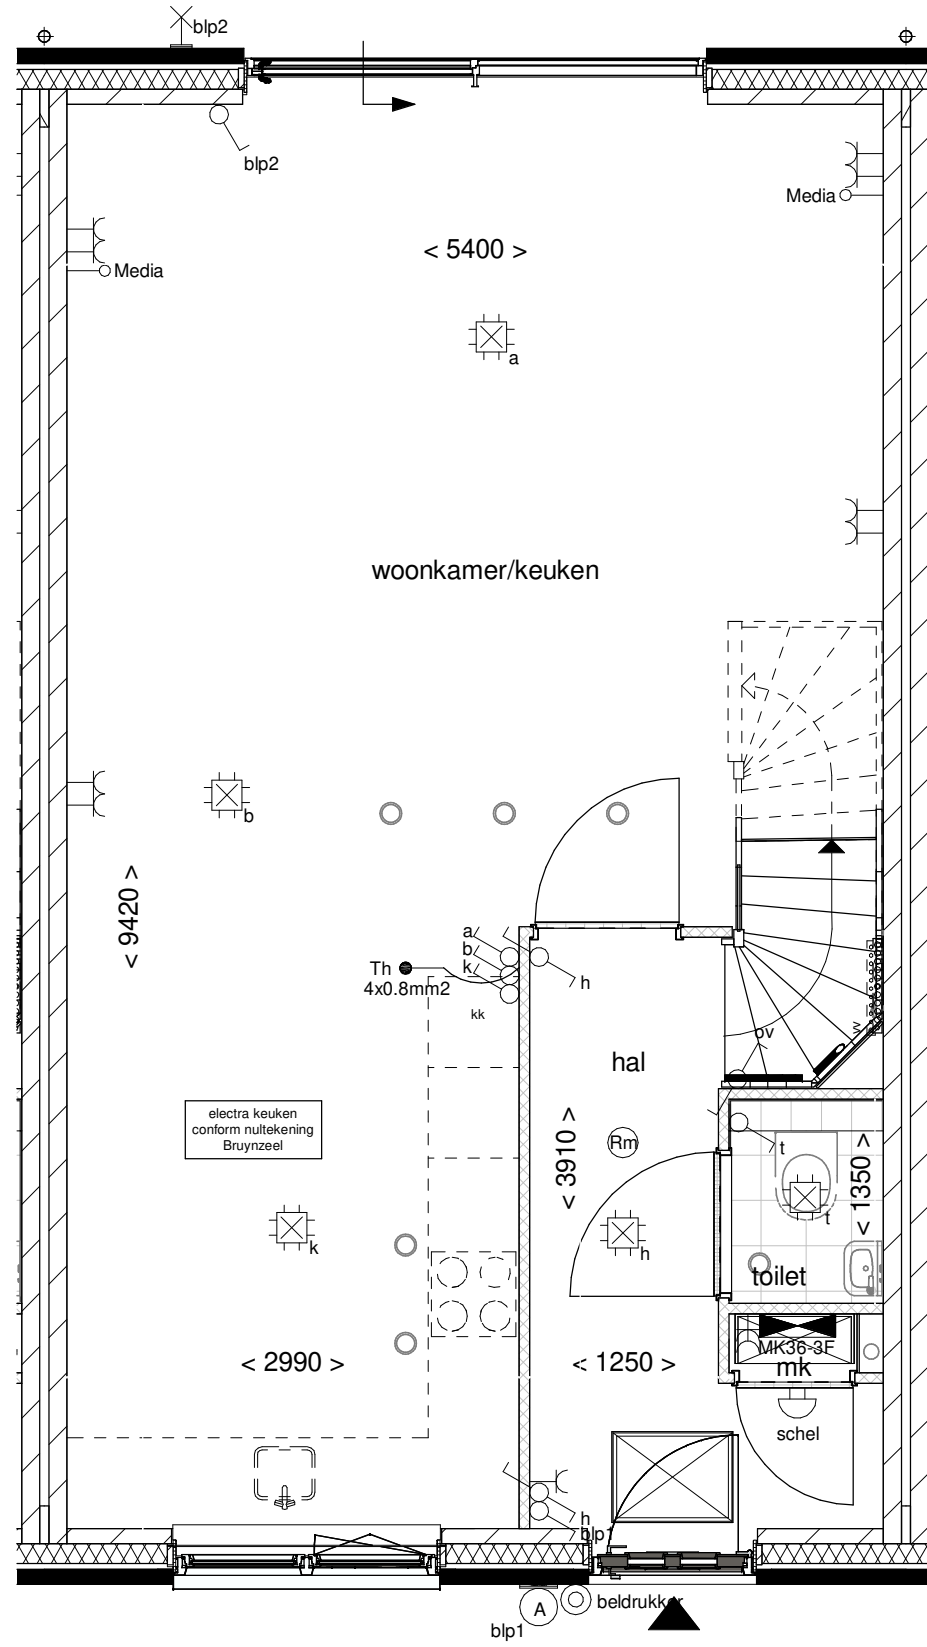 blp2
blp2
Media
Media
< 5400 >
a
woonkamer/keuken
b
< 9420 >
a
b
k
h
Th
4x0.8mm2
kk
ov
vv
hal
electra keuken
conform nultekening
Bruynzeel
< 3910 >
Rm
t
< 1350 >
t
k
h
toilet
MK36-3F
mk
< 2990 >
< 1250 >
schel
h
blp1
A
beldrukker
blp1